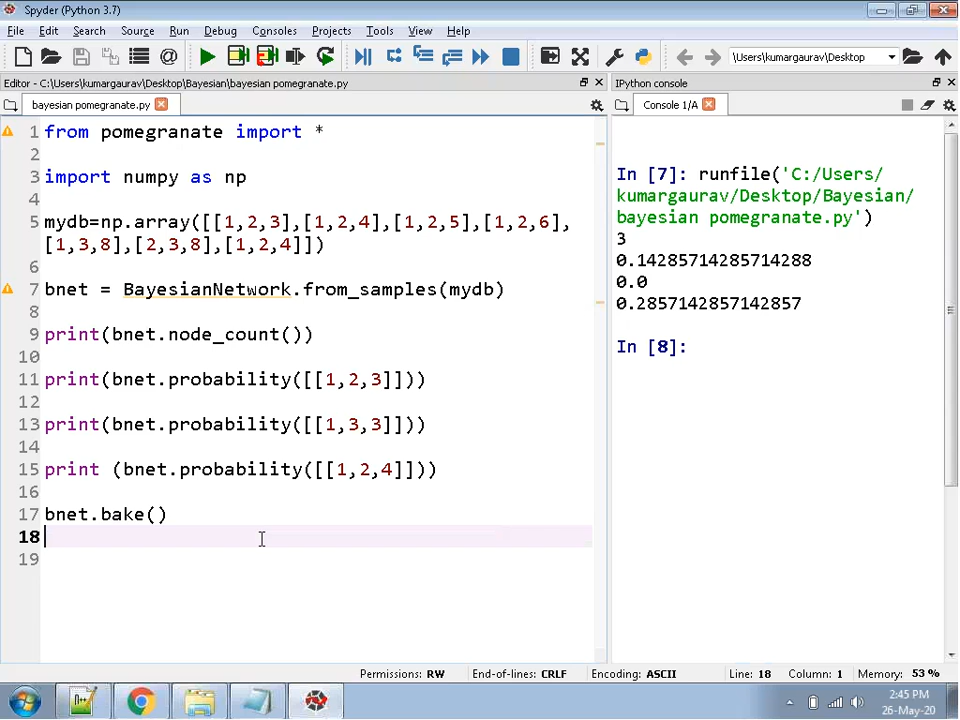 Spyder (Python 3.7)
File Edit Search Source Run Debug Consoles Projects Tools View Help
\Users\kumargaurav\Desktop
Editor - C:\Users\kumargaurav\Desktop\Bayesian\bayesian pomegranate.py
IPython console
bayesian pomegranate.py
Console 1/A
1 from pomegranate import *
2
3 import numpy as np
4
5 mydb=np.array([[1,2,3],[1,2,4],[1,2,5],[1,2,6],
[1,3,8],[2,3,8],[1,2,4]])
6
7 bnet = BayesianNetwork.from_samples(mydb)
8
9 print(bnet.node_count())
10
11 print(bnet.probability([[1,2,3]]))
12
13 print(bnet.probability([[1,3,3]]))
14
15 print (bnet.probability([[1,2,4]]))
16
17 bnet.bake()
18
19
In [7]: runfile('C:/Users/
kumargaurav/Desktop/Bayesian/
bayesian pomegranate.py')
3
0.14285714285714288
0.0
0.2857142857142857
In [8]:
Permissions: RW End-of-lines: CRLF Encoding: ASCII Line: 18 Column: 1 Memory: 53 %
2:45 PM
26-May-20